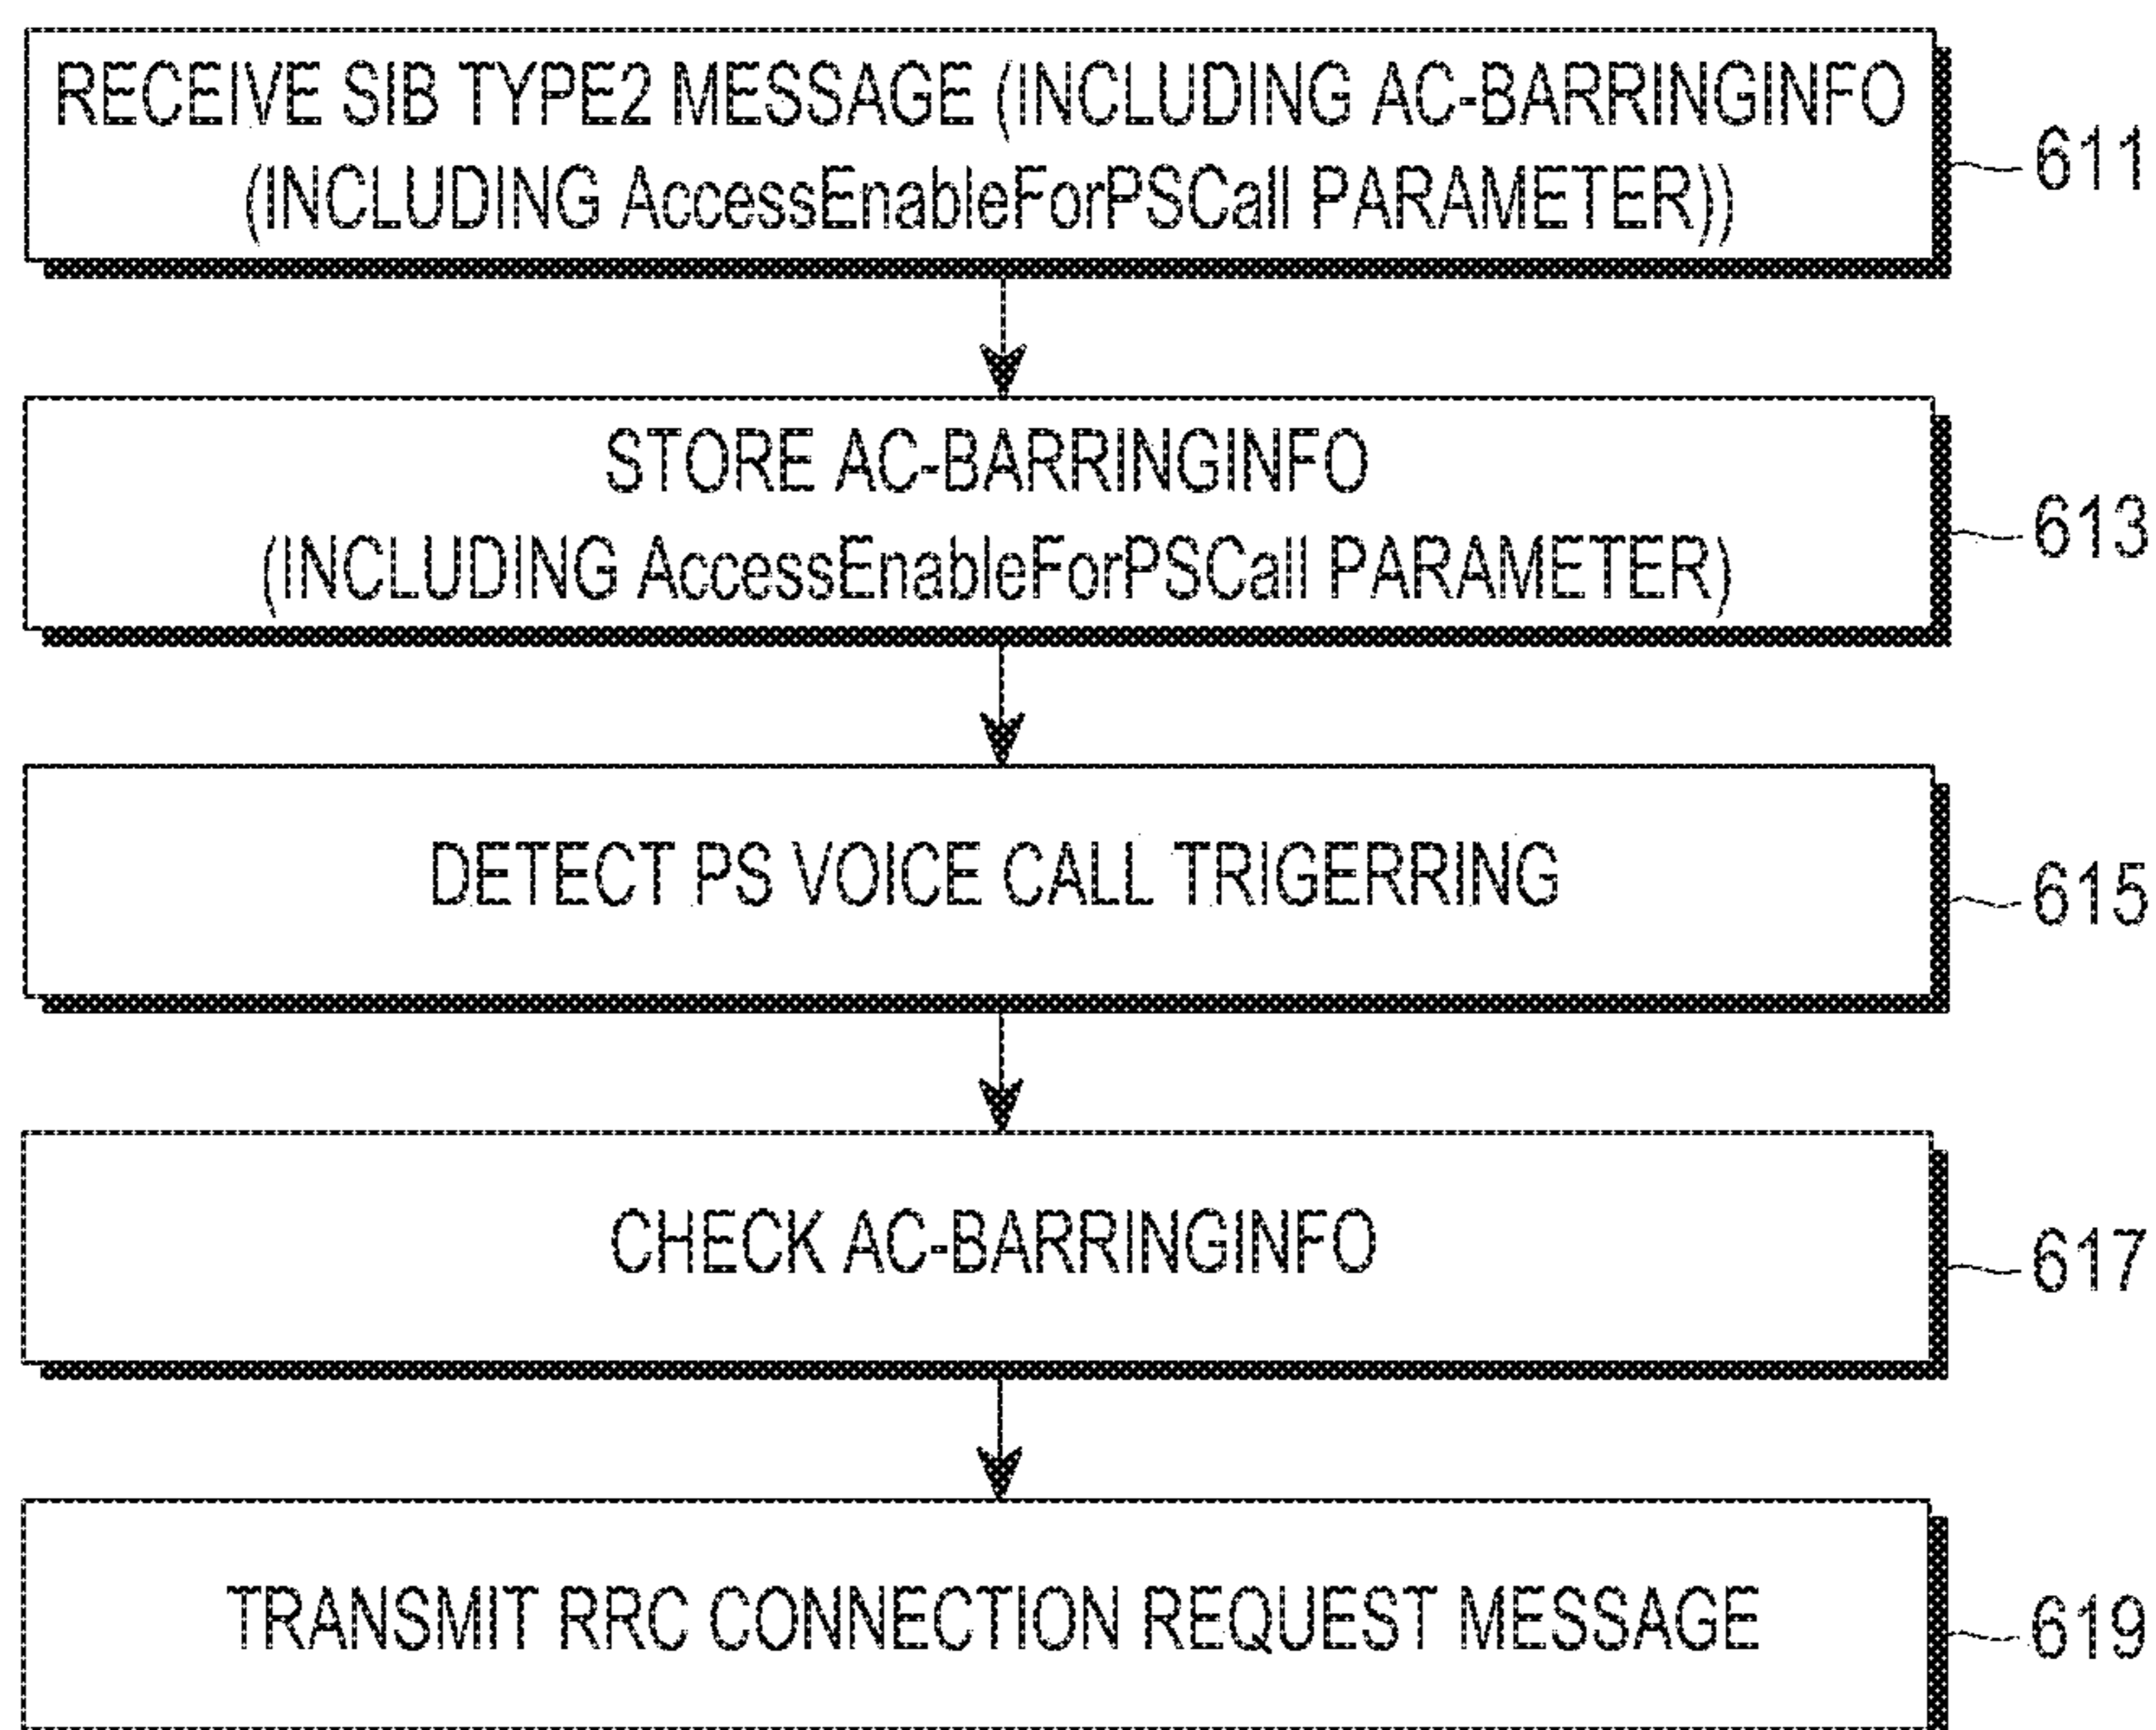 RECEIVE SIB TYPE2 MESSAGE (INCLUDING AC-BARRINGINFO
(INCLUDING AccessEnableForPSCall PARAMETER))
611
STORE AC-BARRINGINFO
(INCLUDING AccessEnableForPSCall PARAMETER)
613
DETECT PS VOICE CALL TRIGERRING
615
CHECK AC-BARRINGINFO
617
TRANSMIT RRC CONNECTION REQUEST MESSAGE
619